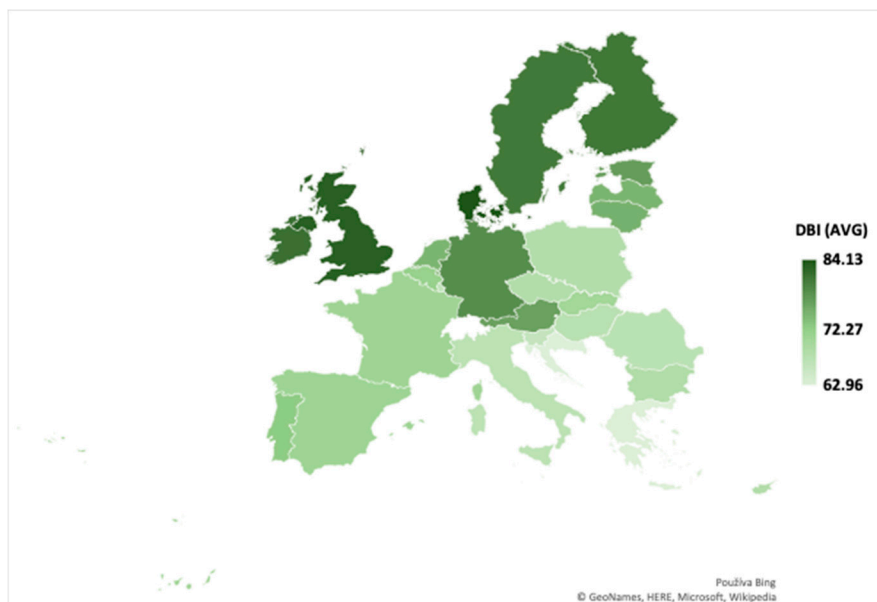 DBI (AVG)
84.13
72.27
62.96
Používa Bing
© GeoNames, HERE, Microsoft, Wikipedia